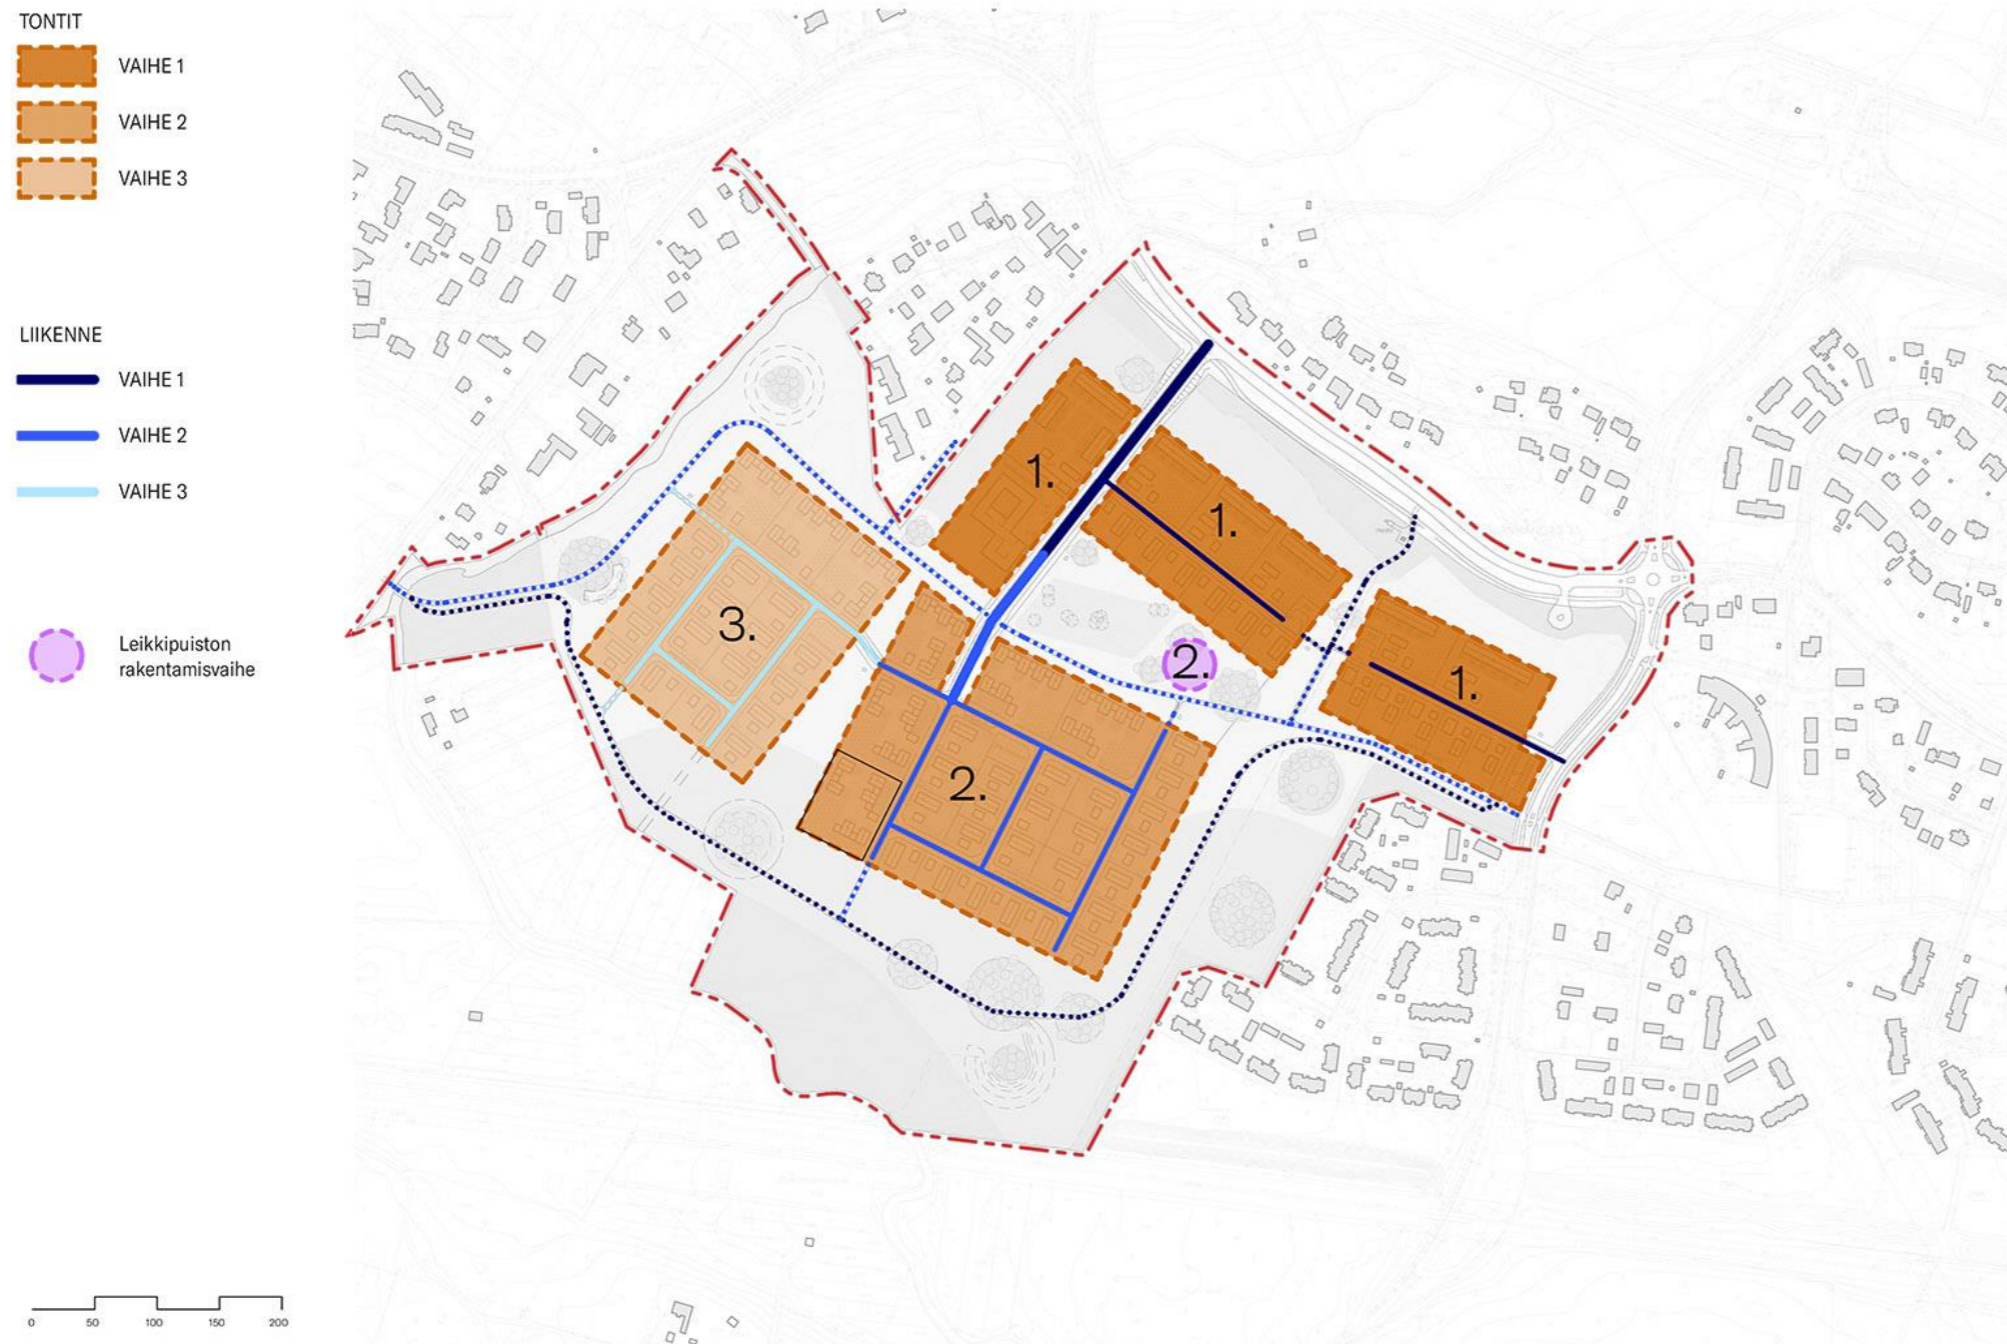 TONTIT
VAIHE 1
VAIHE 2
VAIHE 3
LIIKENNE
VAIHE 1
VAIHE 2
VAIHE 3
Leikkipuiston
rakentamisvaihe
1.
1.
1.
2.
3.
2.
0 50 100 150 200